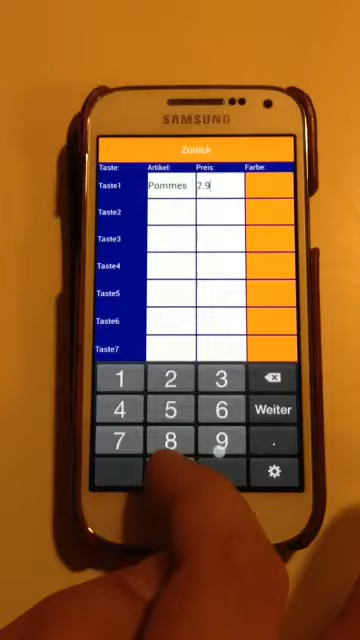 SAMSUNG
Zurück
Taste: Artikel: Preis: Farbe:
Taste1 Pommes 2.9
Taste2
Taste3
Taste4
Taste5
Taste6
Taste7
1 2 3
4 5 6 Weiter
7 8 9 .